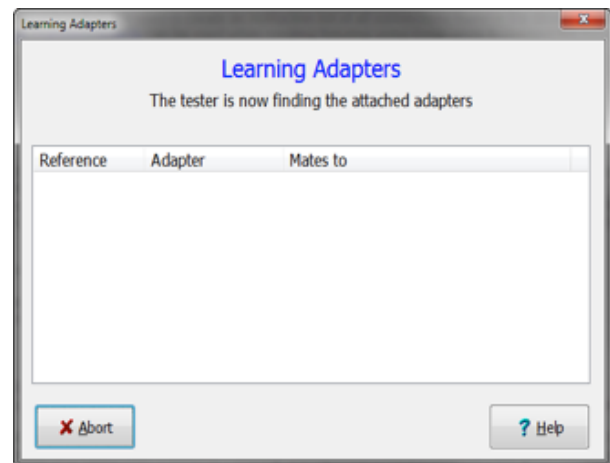 Learning Adapters
Learning Adapters
The tester is now finding the attached adapters
Reference Adapter Mates to
Abort ? Help